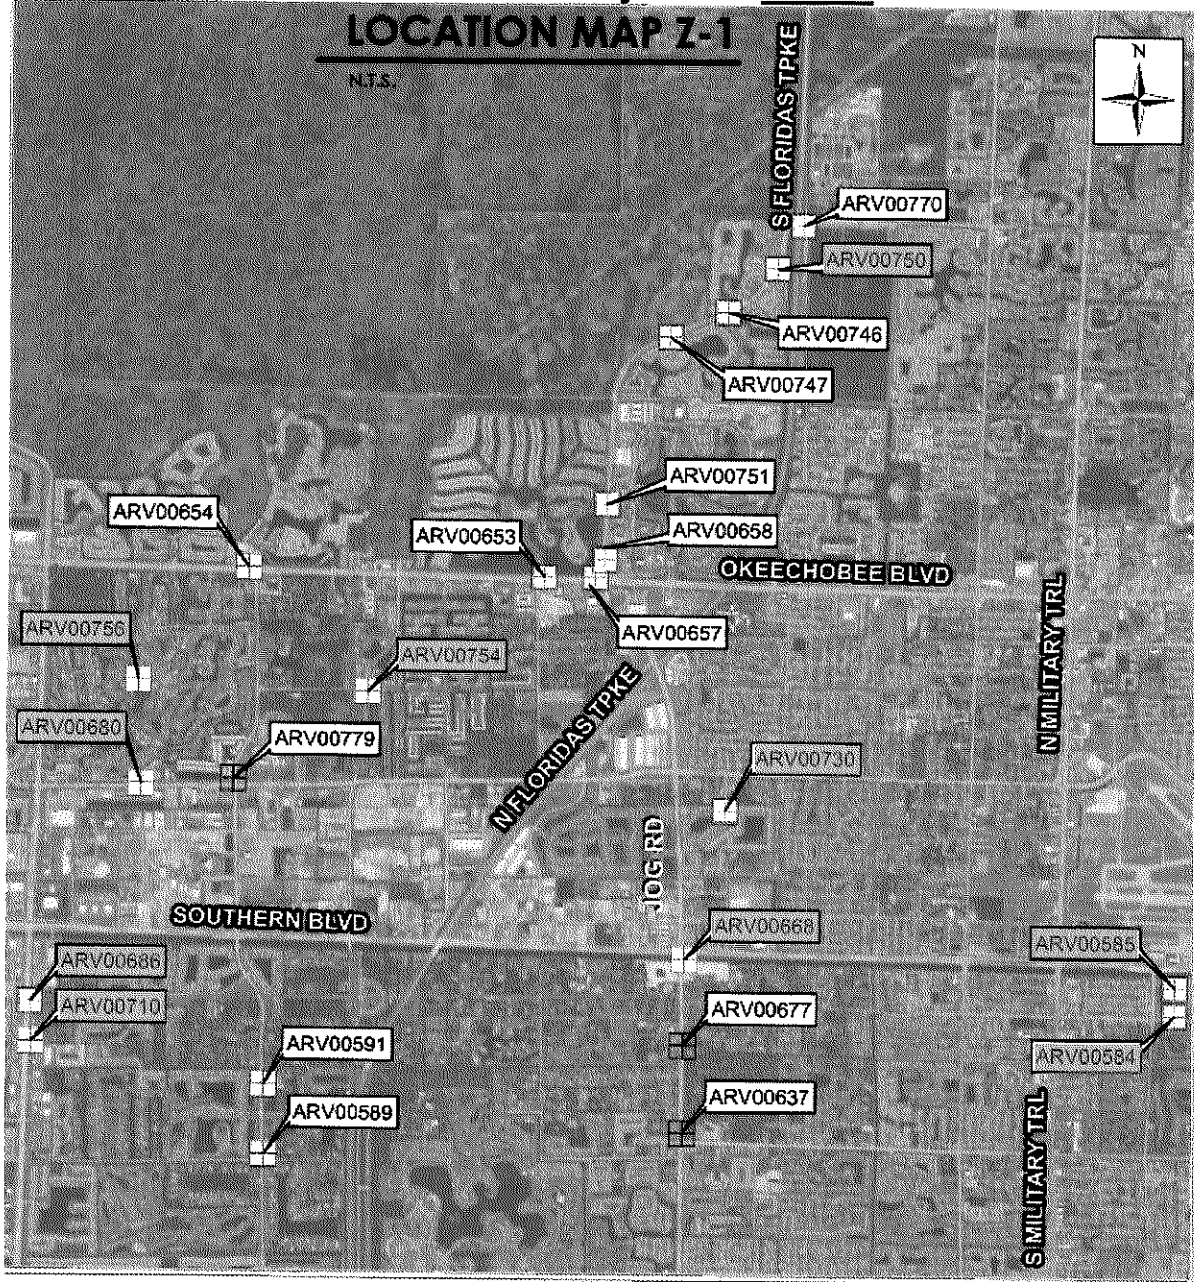 LOCATION MAP Z-1
N.T.S.
N
S FLORIDAS TPKE
ARV00770
ARV00750
ARV00746
ARV00747
ARV00751
ARV00654
ARV00653
ARV00658
OKEECHOBEE BLVD
ARV00657
ARV00756
ARV00754
N MILITARY TRL
ARV00680
ARV00779
N FLORIDAS TPKE
ARV00730
JOG RD
SOUTHERN BLVD
ARV00668
ARV00585
ARV00686
ARV00710
ARV00677
ARV00591
ARV00584
ARV00637
ARV00589
S MILITARY TRL